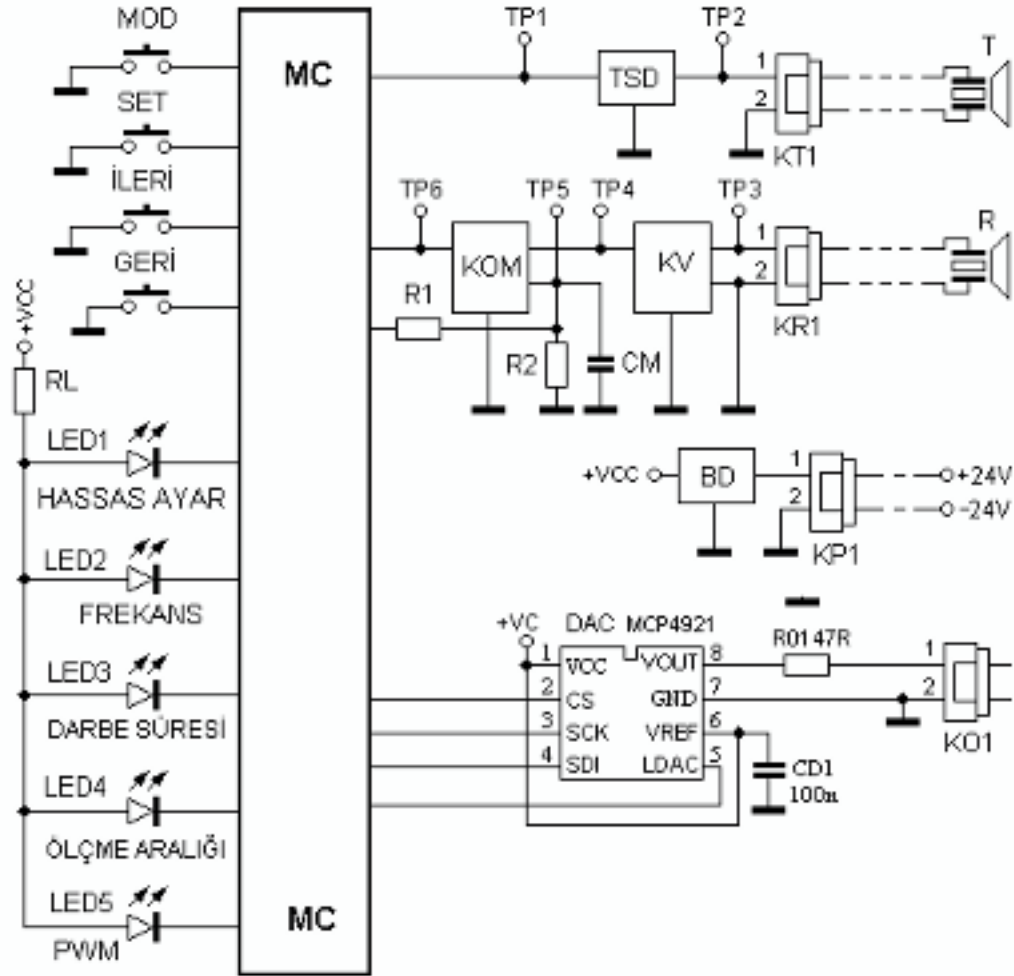 MOD
SET
İLERİ
GERİ
+VCC
RL
LED1
HASSAS AYAR
LED2
FREKANS
LED3
DARBE SÜRESİ
LED4
ÖLÇME ARALIĞI
LED5
PWM
MC
MC
TP1
TP2
TSD
1
2
KT1
T
TP6
TP5
TP4
TP3
KOM
KV
1
2
KR1
R
R1
R2
CM
+VCC
BD
1
2
KP1
+24V
-24V
+VC
DAC MCP4921
1 VCC VOUT 8
2 CS GND 7
3 SCK VREF 6
4 SDI LDAC 5
R0147R
1
2
KO1
CD1
100n